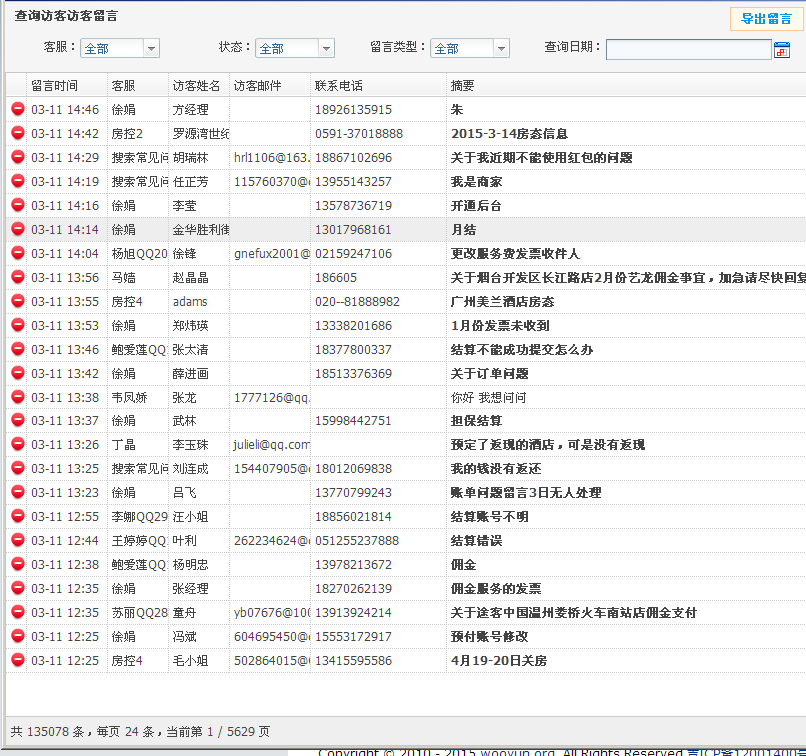 查询访客访客留言
导出留言
客服： 全部 状态： 全部 留言类型： 全部 查询日期：
留言时间 客服 访客姓名 访客邮件 联系电话 摘要
03-11 14:46 徐娟 方经理 18926135915 朱
03-11 14:42 房控2 罗源湾世纪 0591-37018888 2015-3-14房态信息
03-11 14:29 搜索常见问 胡瑞林 hrl1106@163. 18867102696 关于我近期不能使用红包的问题
03-11 14:19 搜索常见问 任正芳 115760370@ 13955143257 我是商家
03-11 14:16 徐娟 李莹 13578736719 开通后台
03-11 14:14 徐娟 金华胜利街 13017968161 月结
03-11 14:04 杨旭QQ20 徐锋 gnefux2001@ 02159247106 更改服务费发票收件人
03-11 13:56 马嫱 赵晶晶 186605 关于烟台开发区长江路店2月份艺龙佣金事宜，加急请尽快回复
03-11 13:55 房控4 adams 020--81888982 广州美兰酒店房态
03-11 13:53 徐娟 郑炜瑛 13338201686 1月份发票未收到
03-11 13:46 鲍爱莲QQ 张太清 18377800337 结算不能成功提交怎么办
03-11 13:42 徐娟 薛进画 18513376369 关于订单问题
03-11 13:38 韦凤娇 张龙 1777126@qq. 你好 我想问问
03-11 13:37 徐娟 武林 15998442751 担保结算
03-11 13:26 丁晶 李玉珠 julieli@qq.com 预定了返现的酒店，可是没有返现
03-11 13:25 搜索常见问 刘连成 154407905@ 18012069838 我的钱没有返还
03-11 13:23 徐娟 吕飞 13770799243 账单问题留言3日无人处理
03-11 12:55 李娜QQ29 汪小姐 18856021814 结算账号不明
03-11 12:44 王婷婷QQ 叶利 262234624@ 051255237888 结算错误
03-11 12:38 鲍爱莲QQ 杨明忠 13978213672 佣金
03-11 12:35 徐娟 张经理 18270262139 佣金服务的发票
03-11 12:35 苏丽QQ28 童舟 yb07676@10 13913924214 关于途客中国温州娄桥火车南站店佣金支付
03-11 12:25 徐娟 冯斌 604695450@ 15553172917 预付账号修改
03-11 12:25 房控4 毛小姐 502864015@ 13415595586 4月19-20日关房
共 135078 条，每页 24 条，当前第 1 / 5629 页
Copyright © 2010 - 2015 wooyun.org, All Rights Reserved